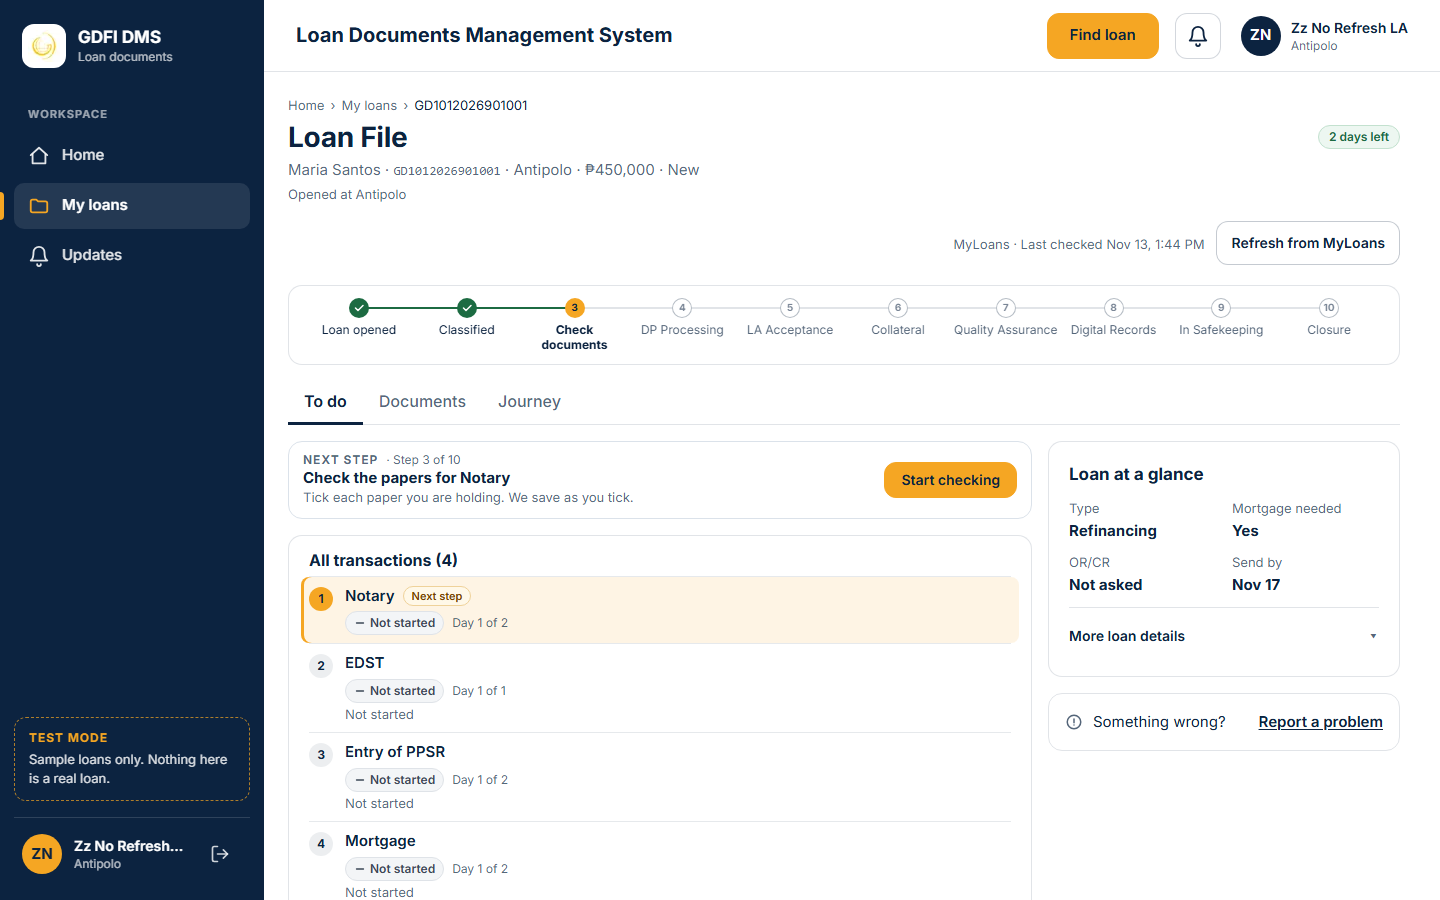 GDFI DMS
Loan documents
WORKSPACE
Home
My loans
Updates
TEST MODE
Sample loans only. Nothing here
is a real loan.
ZN
Zz No Refresh...
Antipolo
Loan Documents Management System
Find loan
ZN
Zz No Refresh LA
Antipolo
Home › My loans › GD1012026901001
Loan File
2 days left
Maria Santos · GD1012026901001 · Antipolo · ₱450,000 · New
Opened at Antipolo
MyLoans · Last checked Nov 13, 1:44 PM
Refresh from MyLoans
Loan opened
Classified
3
Check
documents
4
DP Processing
5
LA Acceptance
6
Collateral
7
Quality Assurance
8
Digital Records
9
In Safekeeping
10
Closure
To do
Documents
Journey
NEXT STEP · Step 3 of 10
Check the papers for Notary
Tick each paper you are holding. We save as you tick.
Start checking
All transactions (4)
1
Notary
Next step
– Not started
Day 1 of 2
2
EDST
– Not started
Day 1 of 1
Not started
3
Entry of PPSR
– Not started
Day 1 of 2
Not started
4
Mortgage
– Not started
Day 1 of 2
Not started
Loan at a glance
Type
Refinancing
Mortgage needed
Yes
OR/CR
Not asked
Send by
Nov 17
More loan details
Something wrong?
Report a problem